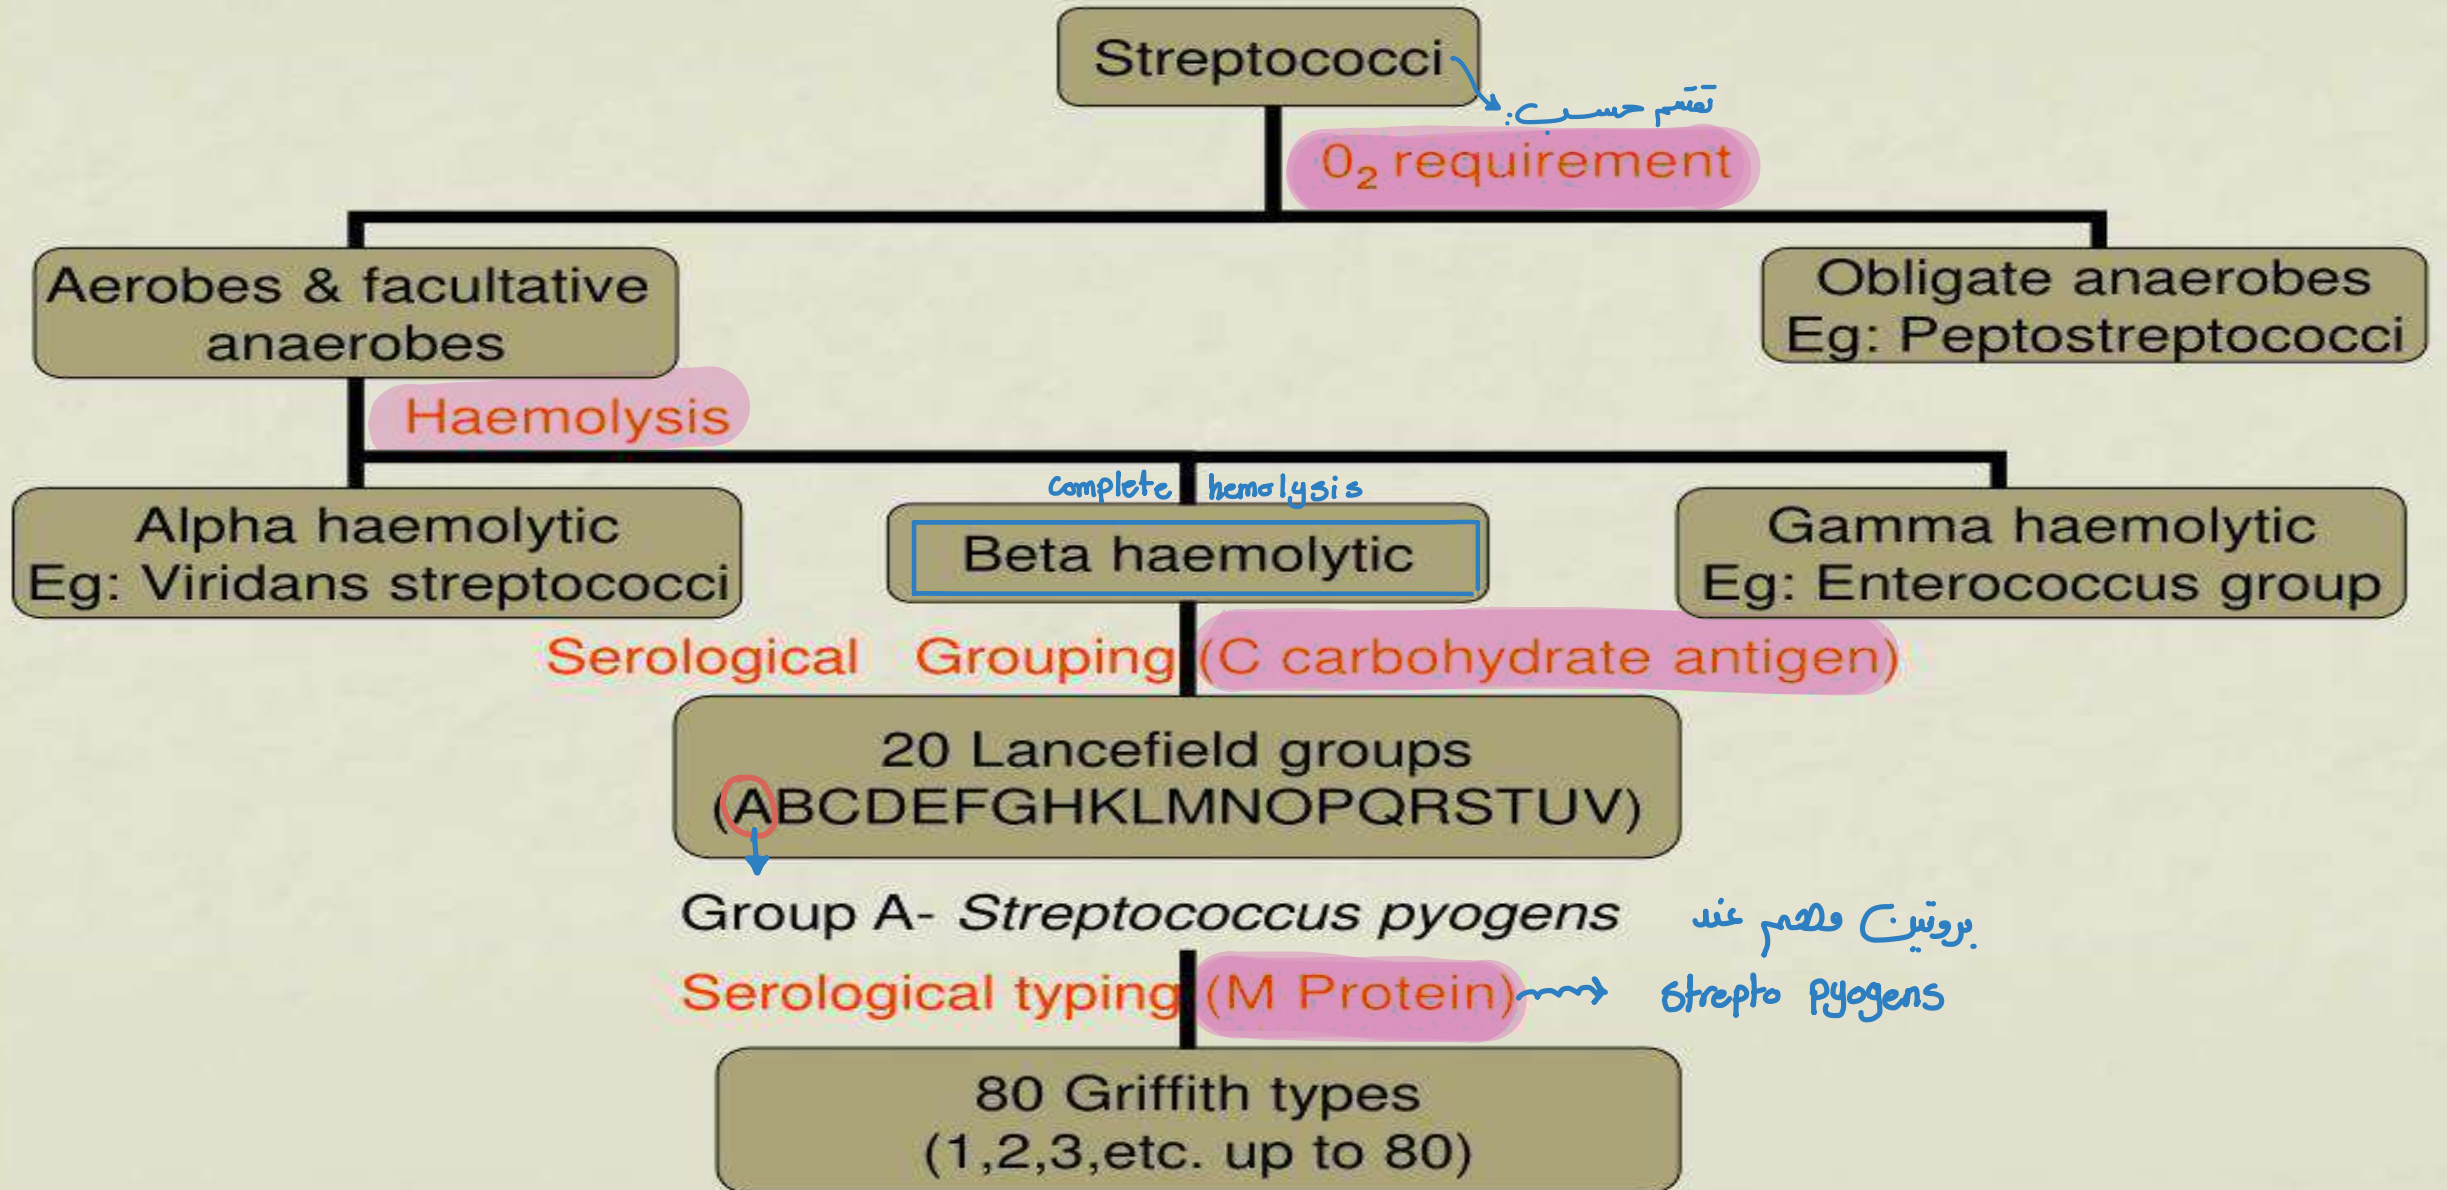 Streptococci
تقسم حسب:
0₂ requirement
Aerobes & facultative
anaerobes
Obligate anaerobes
Eg: Peptostreptococci
Haemolysis
complete hemolysis
Alpha haemolytic
Eg: Viridans streptococci
Beta haemolytic
Gamma haemolytic
Eg: Enterococcus group
Serological Grouping (C carbohydrate antigen)
20 Lancefield groups
(ABCDEFGHKLMNOPQRSTUV)
Group A- Streptococcus pyogens
بروتين مهم عند
Serological typing (M Protein)
strepto pyogens
80 Griffith types
(1,2,3,etc. up to 80)